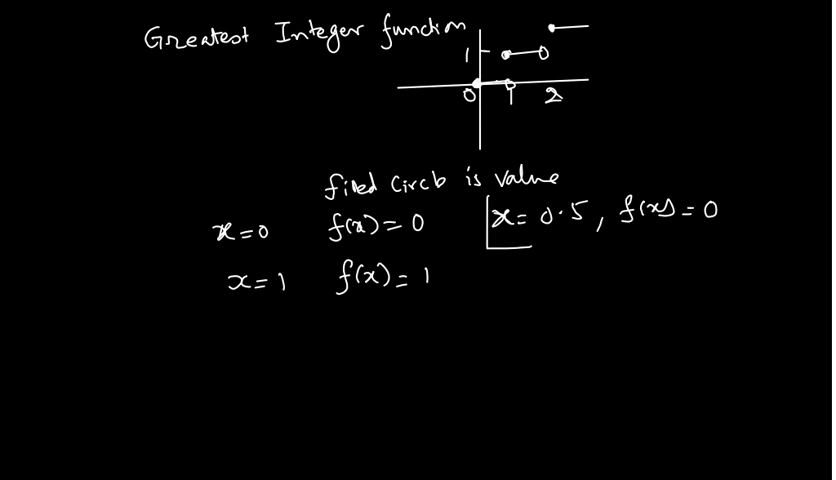 Greatest Integer function
1
0 1 2
filled circle is value
x=0 f(x)=0 x=0.5, f(x)=0
x=1 f(x)=1